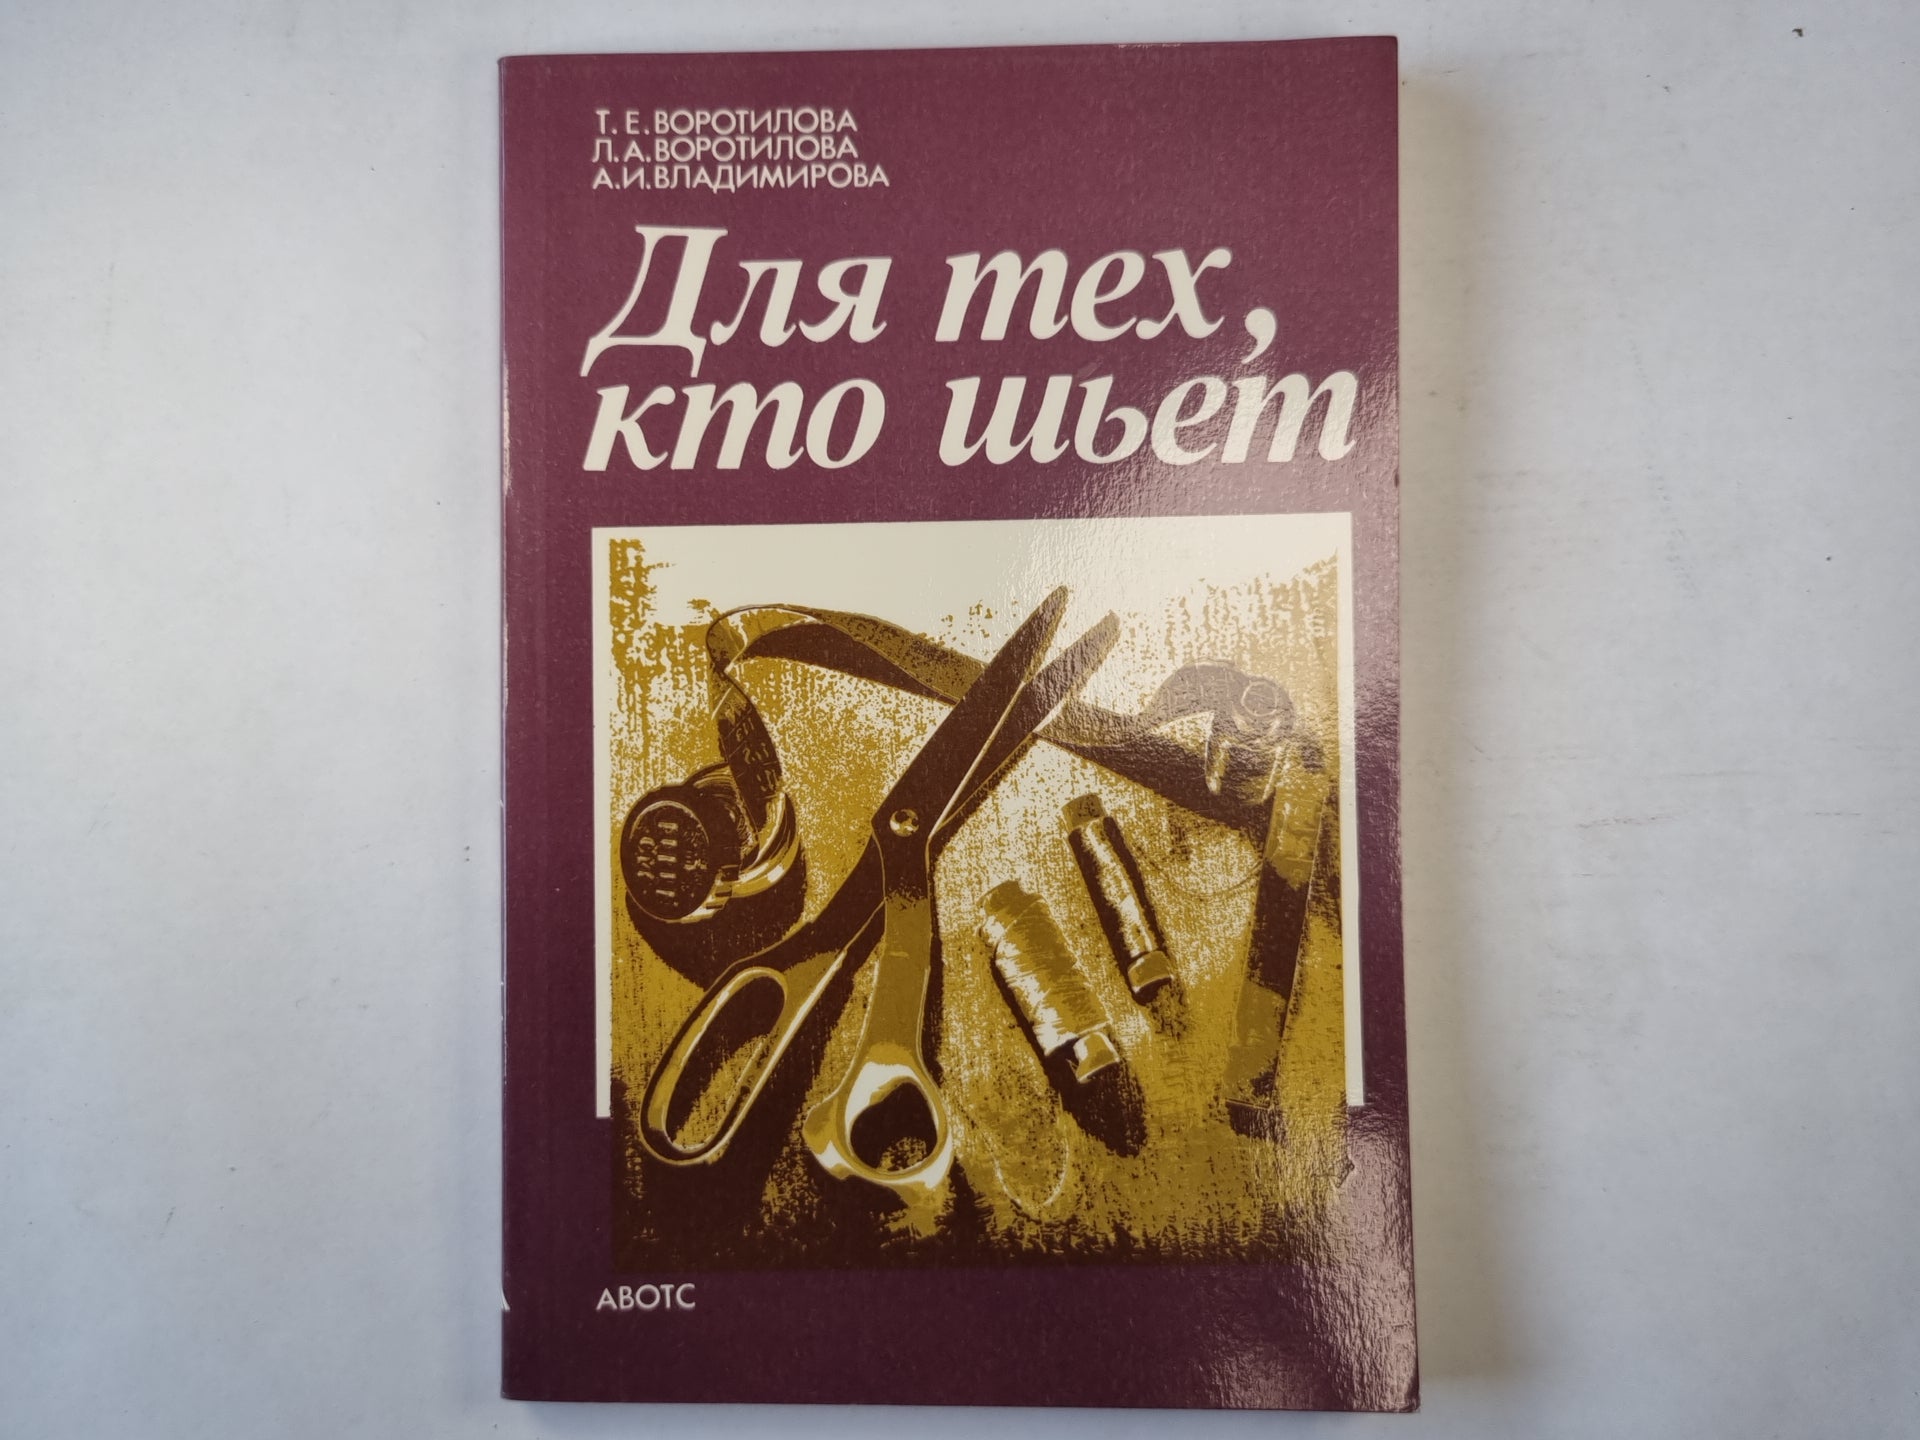 Т. Е. ВОРОТИЛОВА
Л. А. ВОРОТИЛОВА
А. И. ВЛАДИМИРОВА
Для тех,
кто шьет
АВОТС